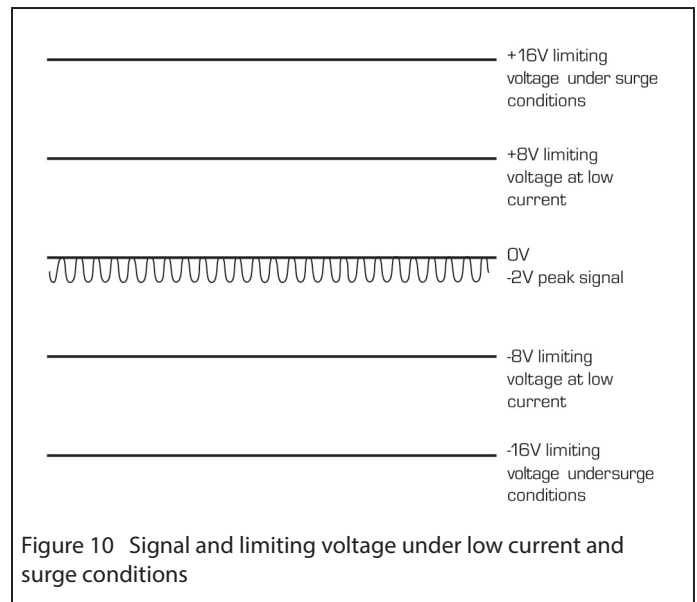 +16V limiting
voltage under surge
conditions
+8V limiting
voltage at low
current
0V
-2V peak signal
-8V limiting
voltage at low
current
-16V limiting
voltage undersurge
conditions
Figure 10 Signal and limiting voltage under low current and
surge conditions